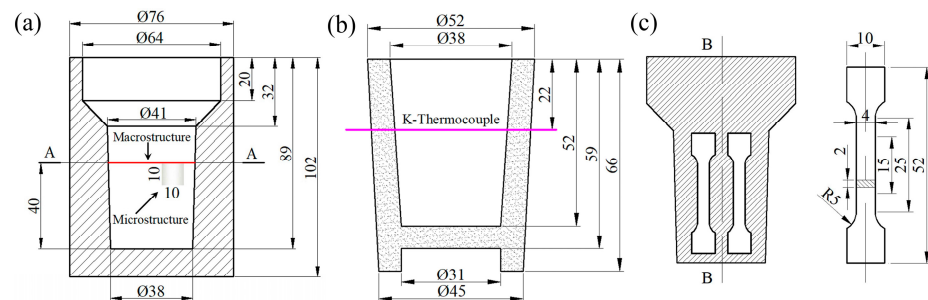 (a)
Ø76
Ø64
20
32
Ø41
Macrostructure
A
A
10
10
89
102
40
Microstructure
Ø38
(b)
Ø52
Ø38
22
K-Thermocouple
52
59
66
Ø31
Ø45
(c)
B
B
10
4
2
15
25
52
R5